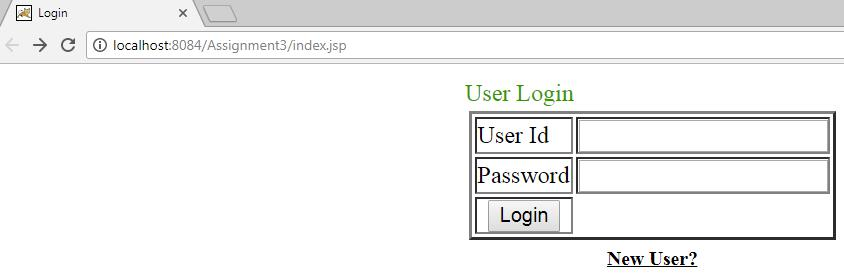 Login
localhost:8084/Assignment3/index.jsp
User Login
User Id
Password
Login
New User?